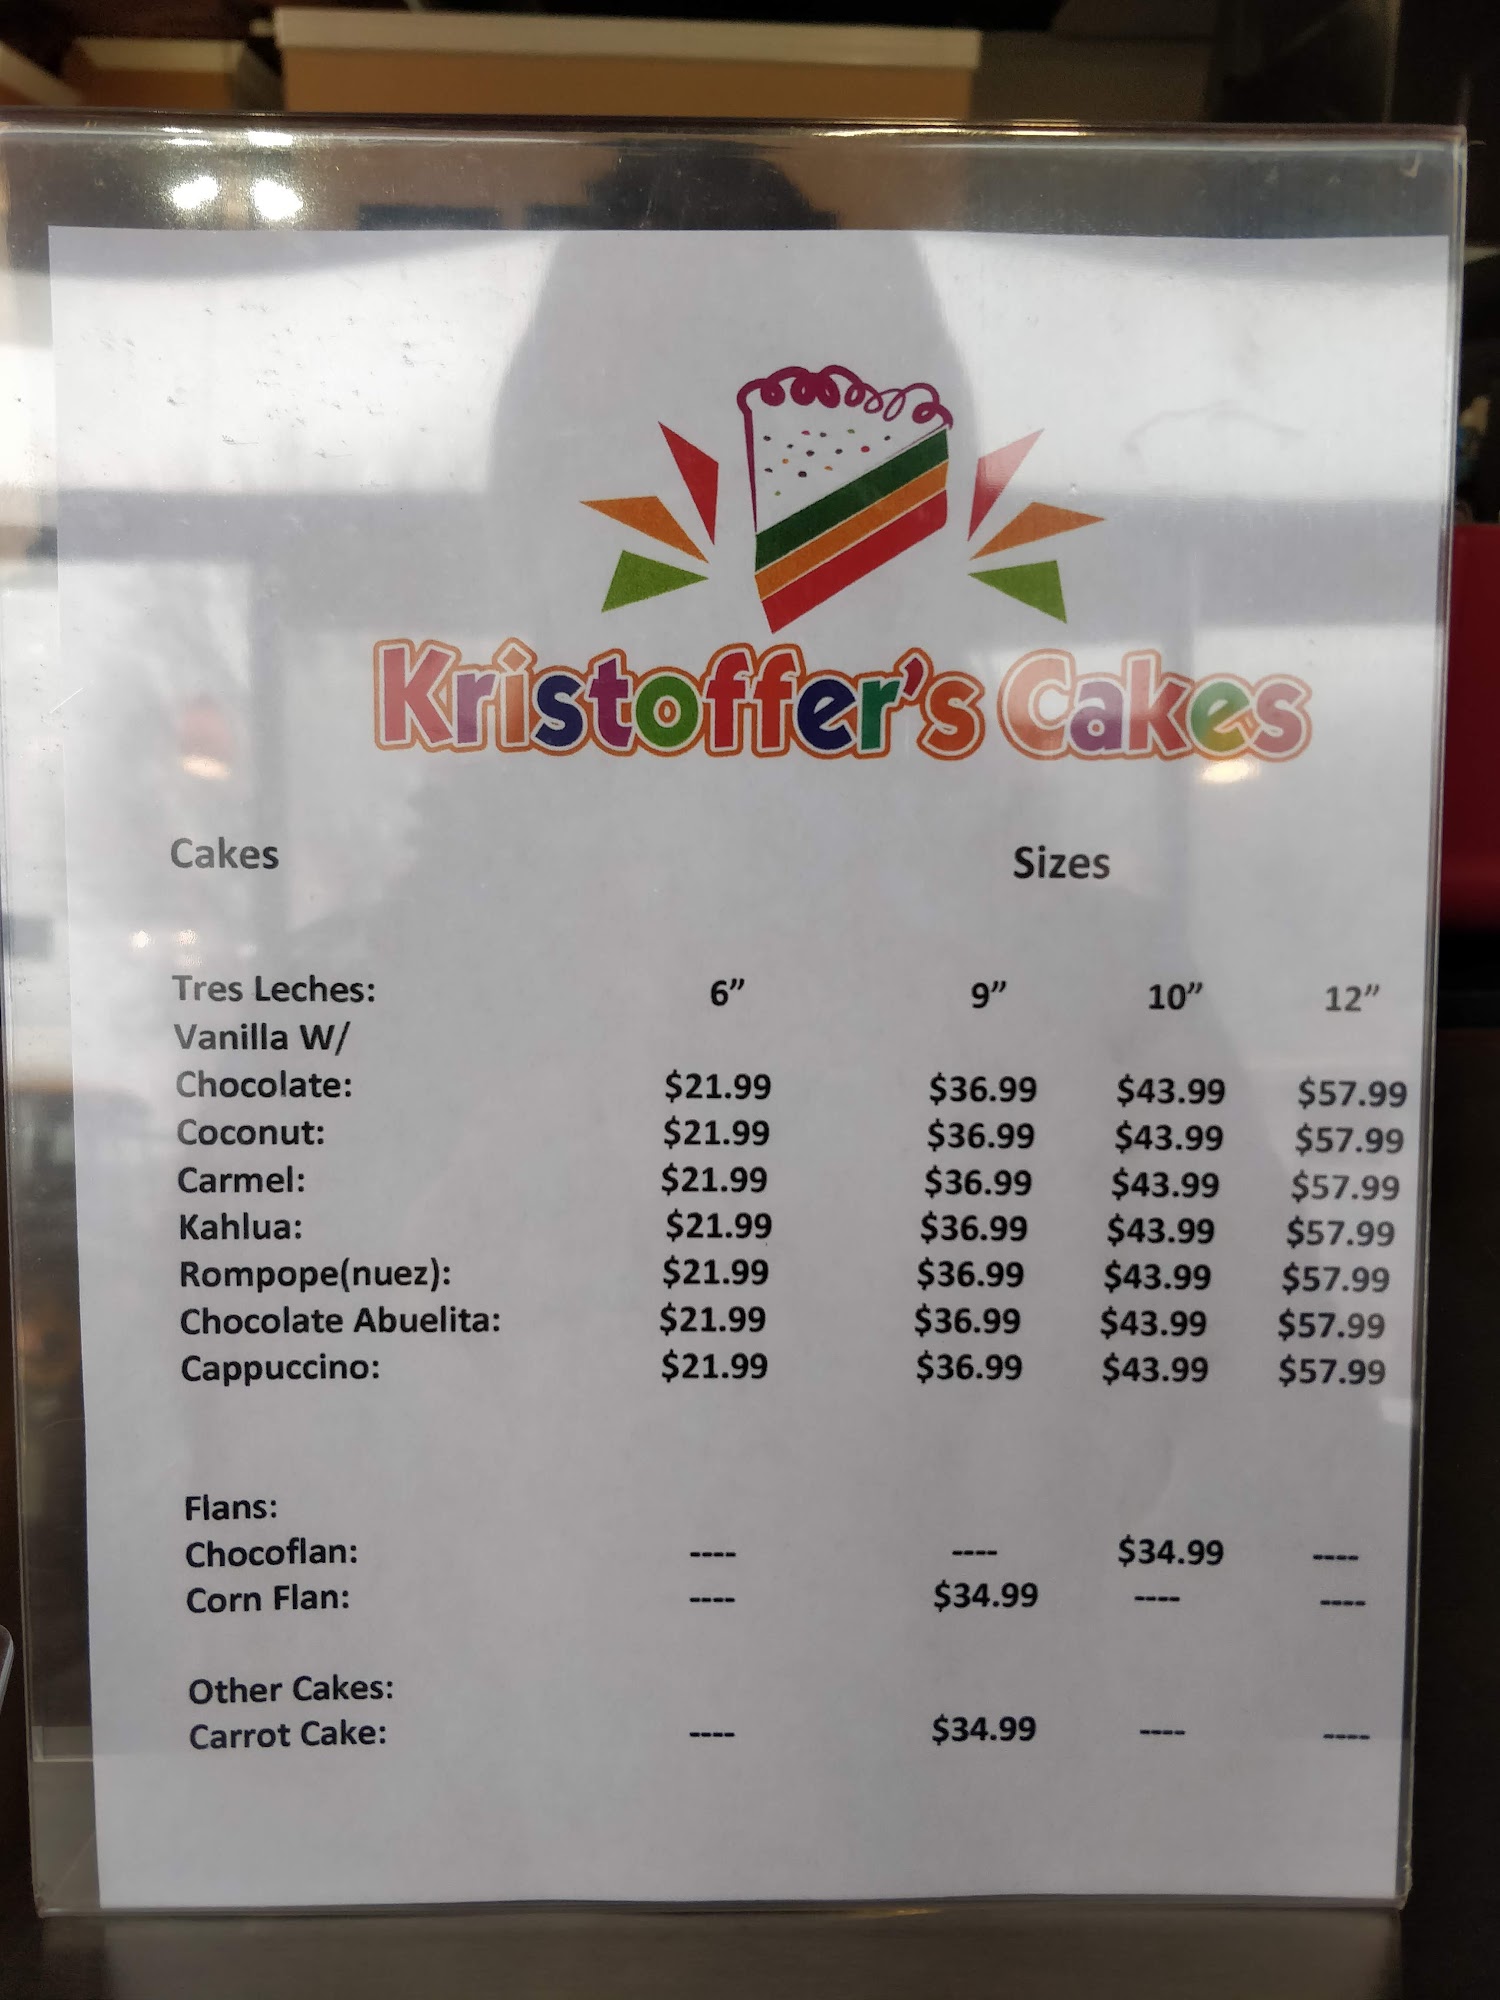 Kristoffer's Cakes
Cakes Sizes
Tres Leches: 6” 9” 10” 12”
Vanilla W/
Chocolate: $21.99 $36.99 $43.99 $57.99
Coconut: $21.99 $36.99 $43.99 $57.99
Carmel: $21.99 $36.99 $43.99 $57.99
Kahlua: $21.99 $36.99 $43.99 $57.99
Rompope(nuez): $21.99 $36.99 $43.99 $57.99
Chocolate Abuelita: $21.99 $36.99 $43.99 $57.99
Cappuccino: $21.99 $36.99 $43.99 $57.99
Flans:
Chocoflan: ---- ---- $34.99 ----
Corn Flan: ---- $34.99 ---- ----
Other Cakes:
Carrot Cake: ---- $34.99 ---- ----